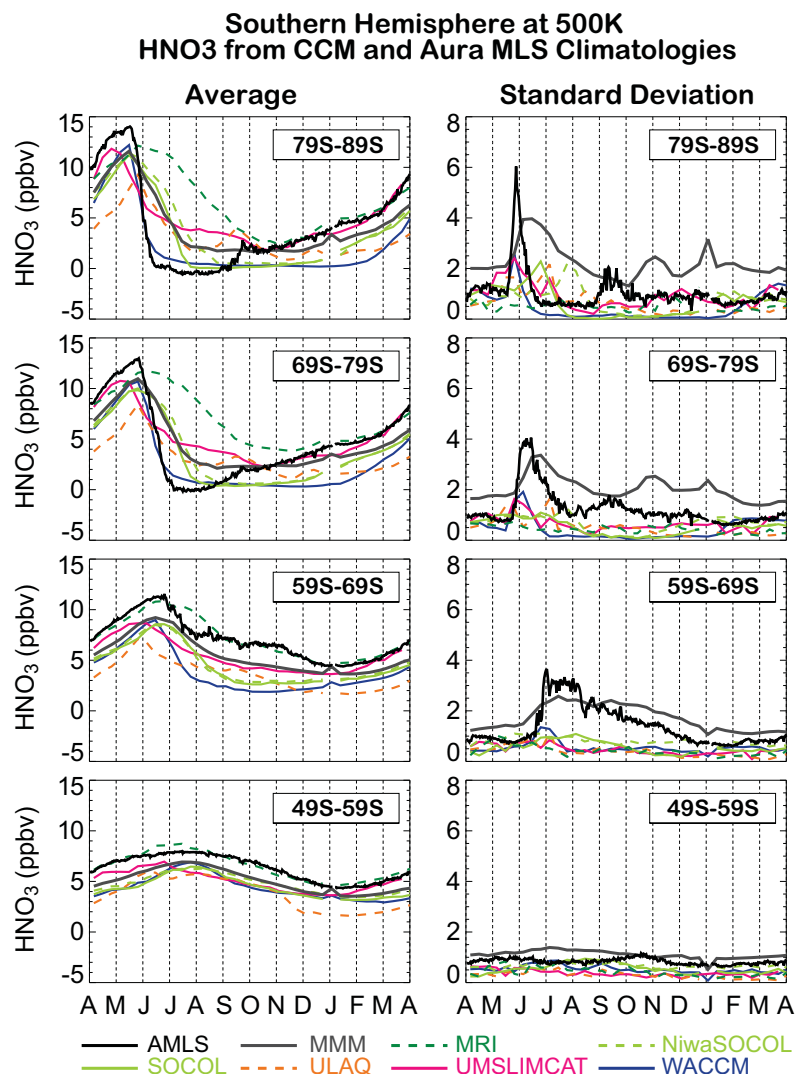 Southern Hemisphere at 500K
HNO3 from CCM and Aura MLS Climatologies
Average
Standard Deviation
HNO3 (ppbv)
15
10
5
0
-5
79S-89S
8
6
4
2
0
79S-89S
HNO3 (ppbv)
15
10
5
0
-5
69S-79S
8
6
4
2
0
69S-79S
HNO3 (ppbv)
15
10
5
0
-5
59S-69S
8
6
4
2
0
59S-69S
HNO3 (ppbv)
15
10
5
0
-5
49S-59S
8
6
4
2
0
49S-59S
A M J J A S O N D J F M A
A M J J A S O N D J F M A
AMLS MMM MRI NiwaSOCOL
SOCOL ULAQ UMSLIMCAT WACCM